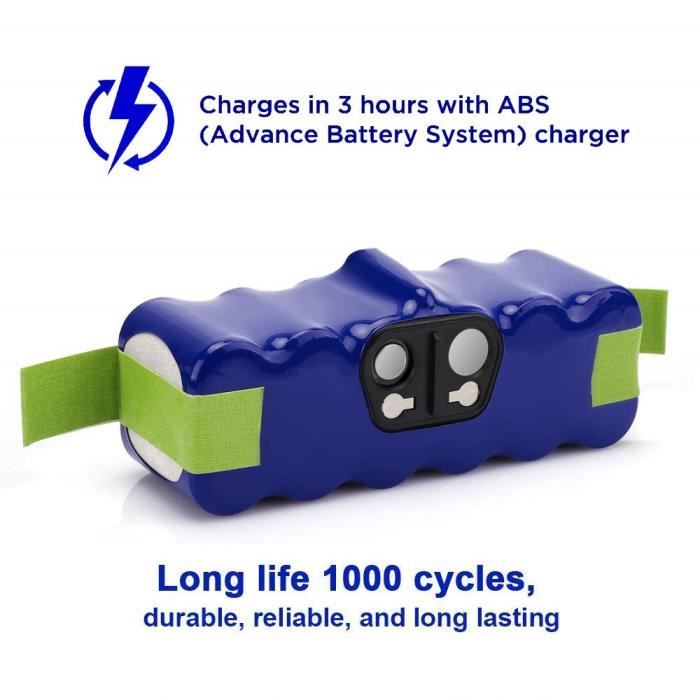 Charges in 3 hours with ABS
(Advance Battery System) charger
Long life 1000 cycles,
durable, reliable, and long lasting